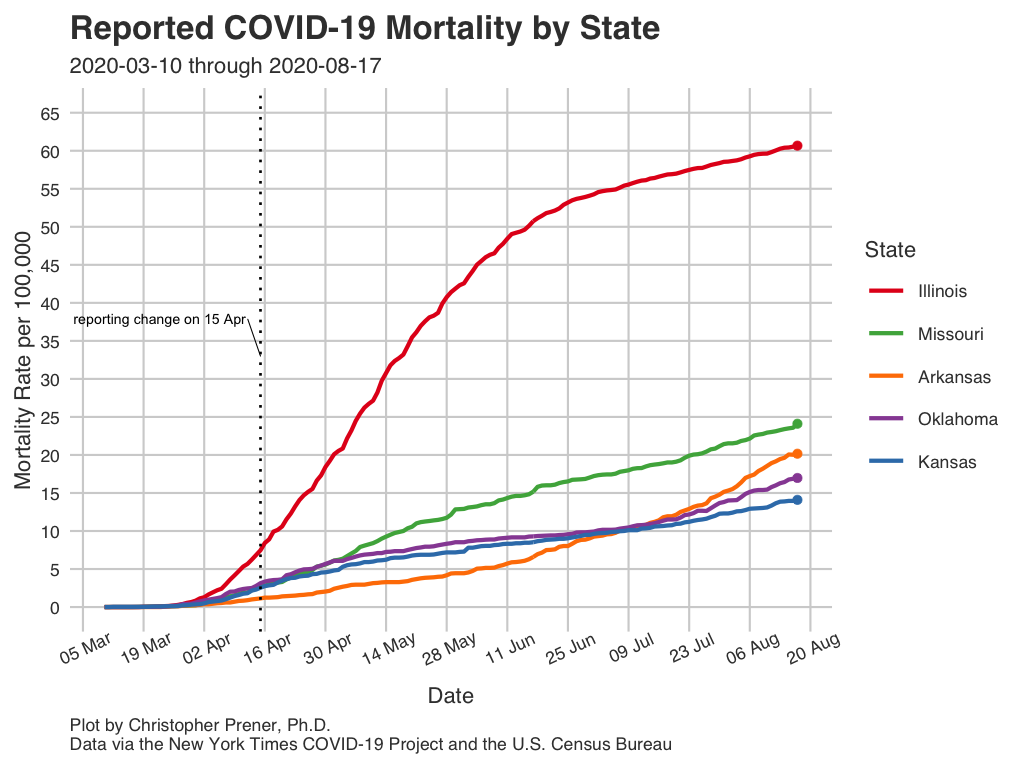 Reported COVID-19 Mortality by State
2020-03-10 through 2020-08-17
Mortality Rate per 100,000
65
60
55
50
45
40
35
30
25
20
15
10
5
0
reporting change on 15 Apr
05 Mar
19 Mar
02 Apr
16 Apr
30 Apr
14 May
28 May
11 Jun
25 Jun
09 Jul
23 Jul
06 Aug
20 Aug
Date
State
Illinois
Missouri
Arkansas
Oklahoma
Kansas
Plot by Christopher Prener, Ph.D.
Data via the New York Times COVID-19 Project and the U.S. Census Bureau